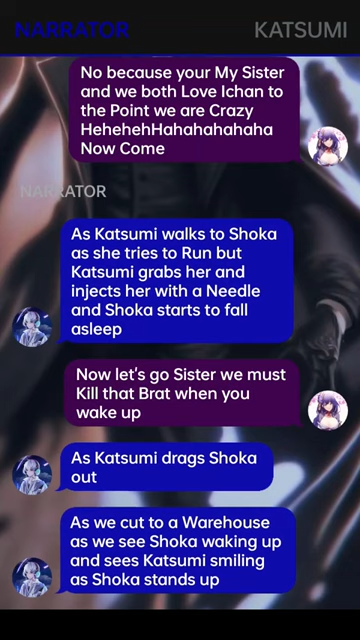 NARRATOR
KATSUMI
No because your My Sister
and we both Love Ichan to
the Point we are Crazy
HehehehHahahahahaha
Now Come
NARRATOR
As Katsumi walks to Shoka
as she tries to Run but
Katsumi grabs her and
injects her with a Needle
and Shoka starts to fall
asleep
Now let's go Sister we must
Kill that Brat when you
wake up
As Katsumi drags Shoka
out
As we cut to a Warehouse
as we see Shoka waking up
and sees Katsumi smiling
as Shoka stands up